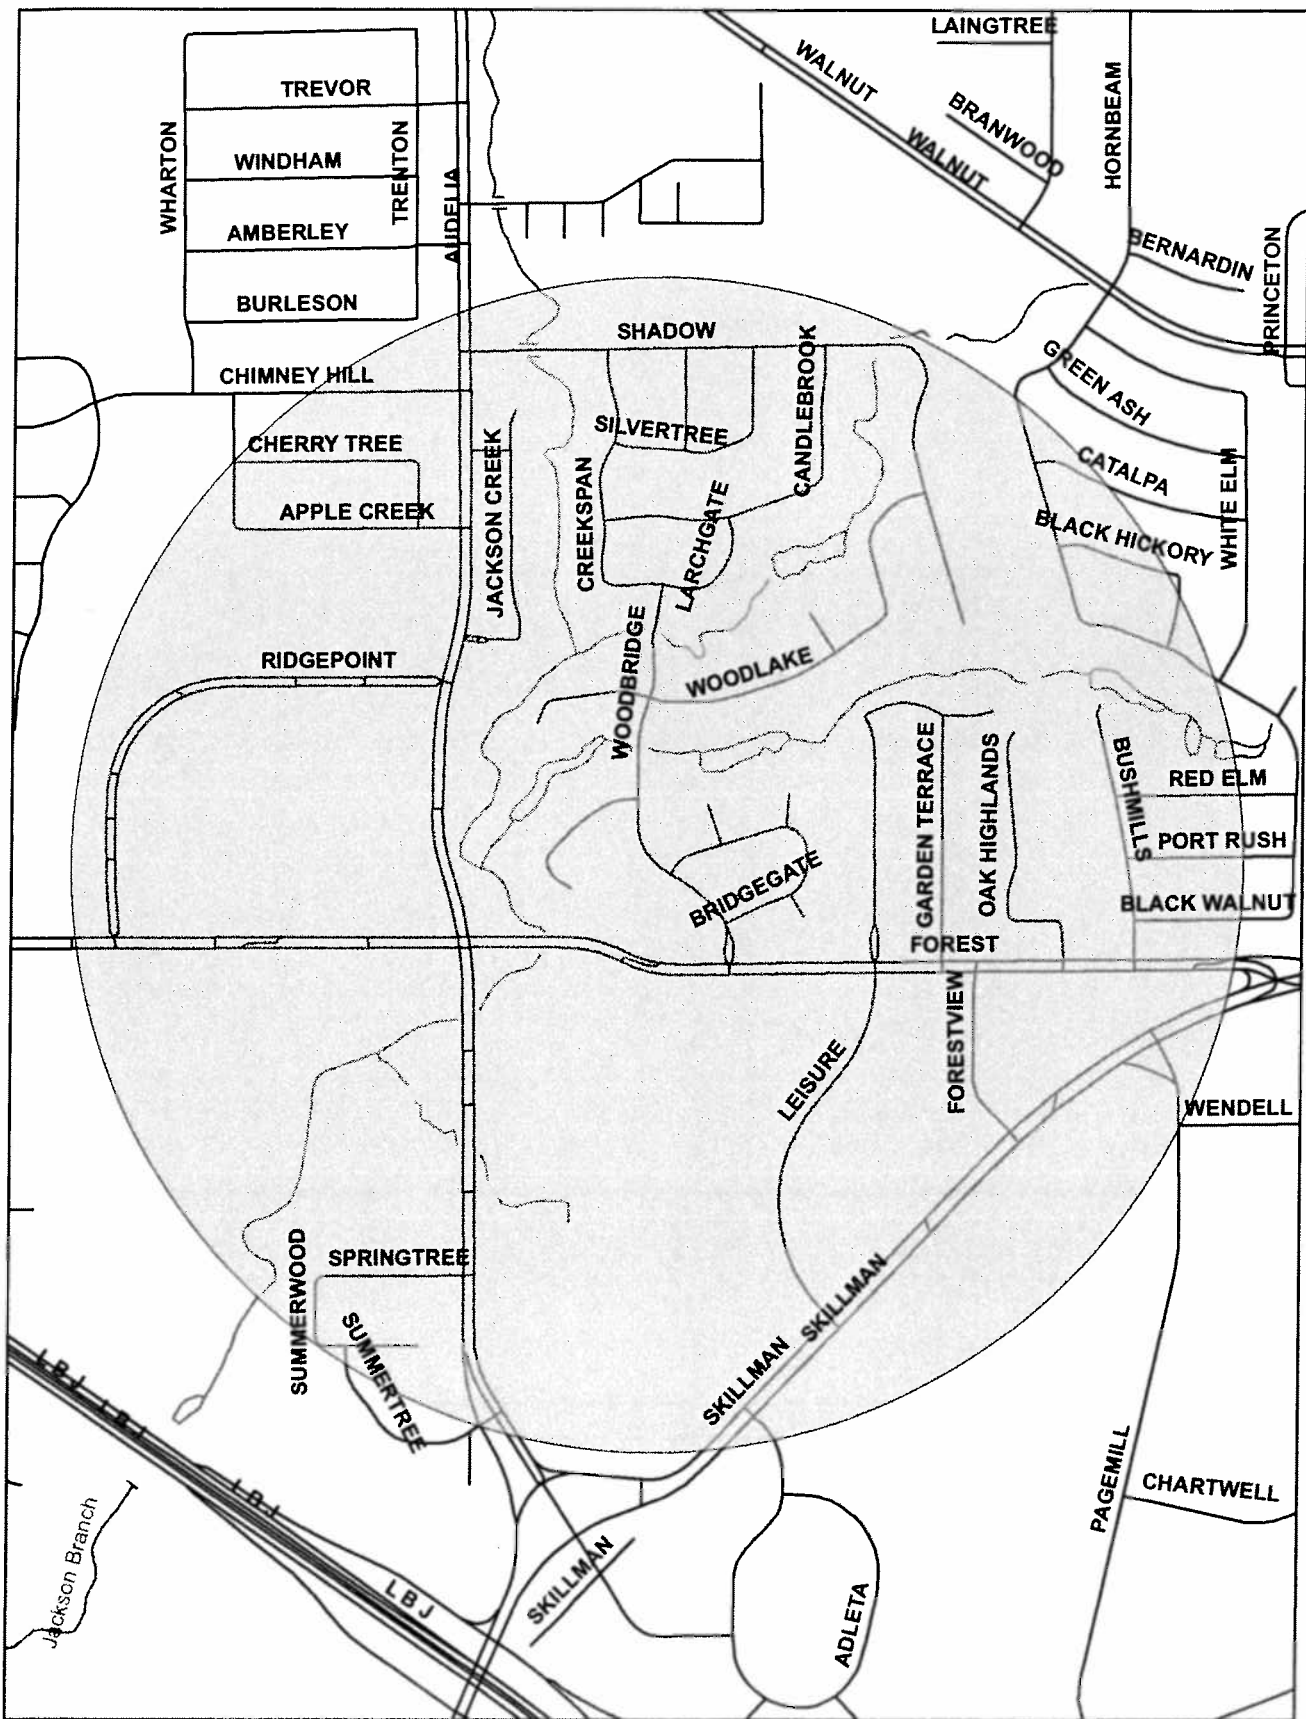 LAINGTREE
WALNUT
TREVOR
HORNBEAM
BRANWOOD
WHARTON
TRENTON
WINDHAM
WALNUT
AUDELIA
AMBERLEY
BERNARDIN
PRINCETON
BURLESON
SHADOW
CANDLEBROOK
GREEN ASH
CHIMNEY HILL
SILVERTREE
CHERRY TREE
JACKSON CREEK
CREEKSPAN
CATALPA
WHITE ELM
APPLE CREEK
LARCHGATE
BLACK HICKORY
WOODBRIDGE
RIDGEPOINT
WOODLAKE
GARDEN TERRACE
OAK HIGHLANDS
BUSHMILLS
RED ELM
PORT RUSH
BRIDGEGATE
BLACK WALNUT
FOREST
FORESTVIEW
LEISURE
WENDELL
SUMMERWOOD
SPRINGTREE
SKILLMAN
SUMMERTREE
SKILLMAN
LBJ
LBJ
LBJ
PAGEMILL
CHARTWELL
Jackson Branch
SKILLMAN
LBJ
ADLETA